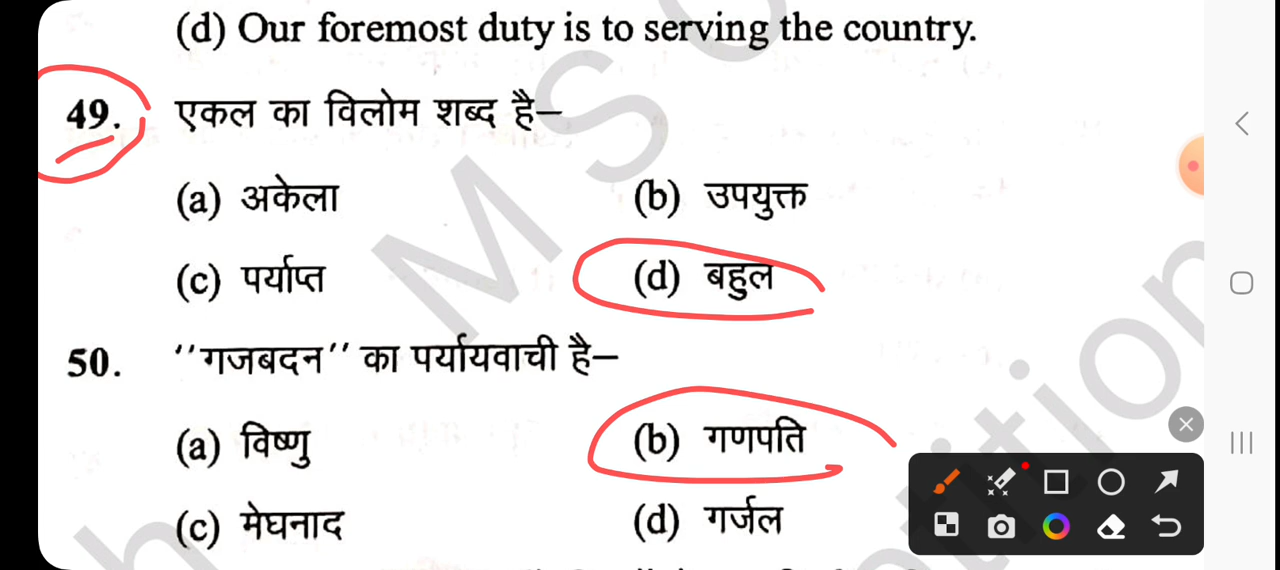 (d) Our foremost duty is to serving the country.
49. एकल का विलोम शब्द है–
(a) अकेला (b) उपयुक्त
(c) पर्याप्त (d) बहुल
50. ''गजबदन'' का पर्यायवाची है–
(a) विष्णु (b) गणपति
(c) मेघनाद (d) गर्जल